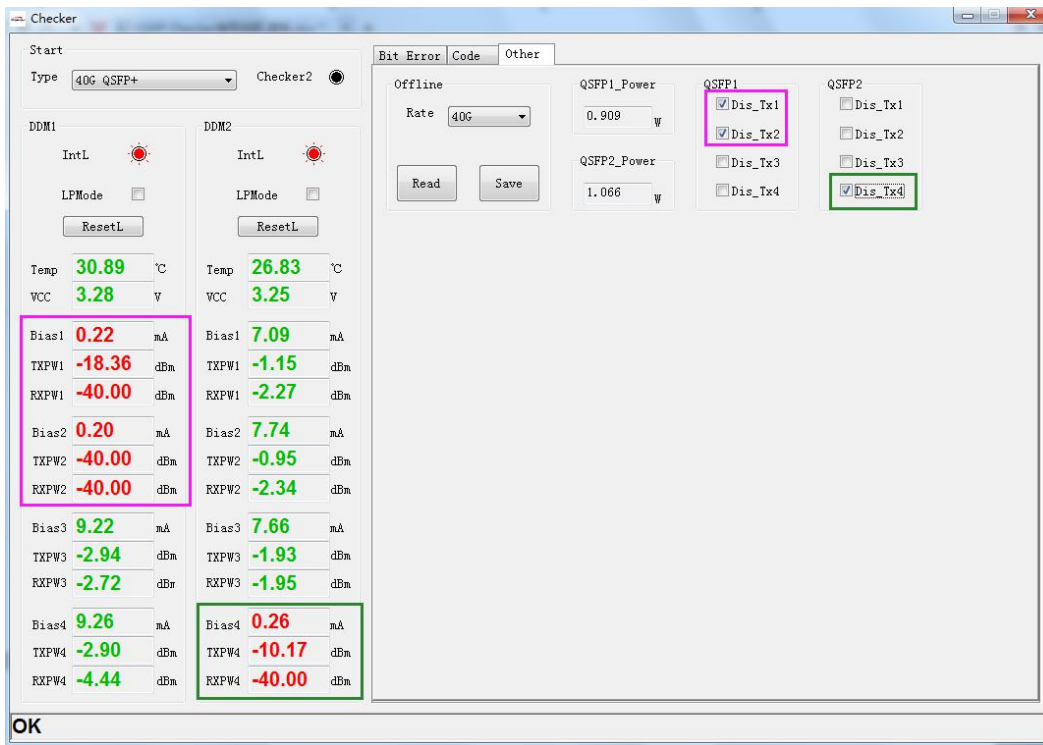 Checker
Start
Type 40G QSFP+ Checker2
DDM1
IntL
LPMode
ResetL
Temp 30.89 ℃
VCC 3.28 V
Bias1 0.22 mA
TXPW1 -18.36 dBm
RXPW1 -40.00 dBm
Bias2 0.20 mA
TXPW2 -40.00 dBm
RXPW2 -40.00 dBm
Bias3 9.22 mA
TXPW3 -2.94 dBm
RXPW3 -2.72 dBm
Bias4 9.26 mA
TXPW4 -2.90 dBm
RXPW4 -4.44 dBm
DDM2
IntL
LPMode
ResetL
Temp 26.83 ℃
VCC 3.25 V
Bias1 7.09 mA
TXPW1 -1.15 dBm
RXPW1 -2.27 dBm
Bias2 7.74 mA
TXPW2 -0.95 dBm
RXPW2 -2.34 dBm
Bias3 7.66 mA
TXPW3 -1.93 dBm
RXPW3 -1.95 dBm
Bias4 0.26 mA
TXPW4 -10.17 dBm
RXPW4 -40.00 dBm
Bit Error Code Other
Offline
Rate 40G
Read Save
QSFP1_Power
0.909 W
QSFP2_Power
1.066 W
QSFP1
Dis_Tx1
Dis_Tx2
Dis_Tx3
Dis_Tx4
QSFP2
Dis_Tx1
Dis_Tx2
Dis_Tx3
Dis_Tx4
OK